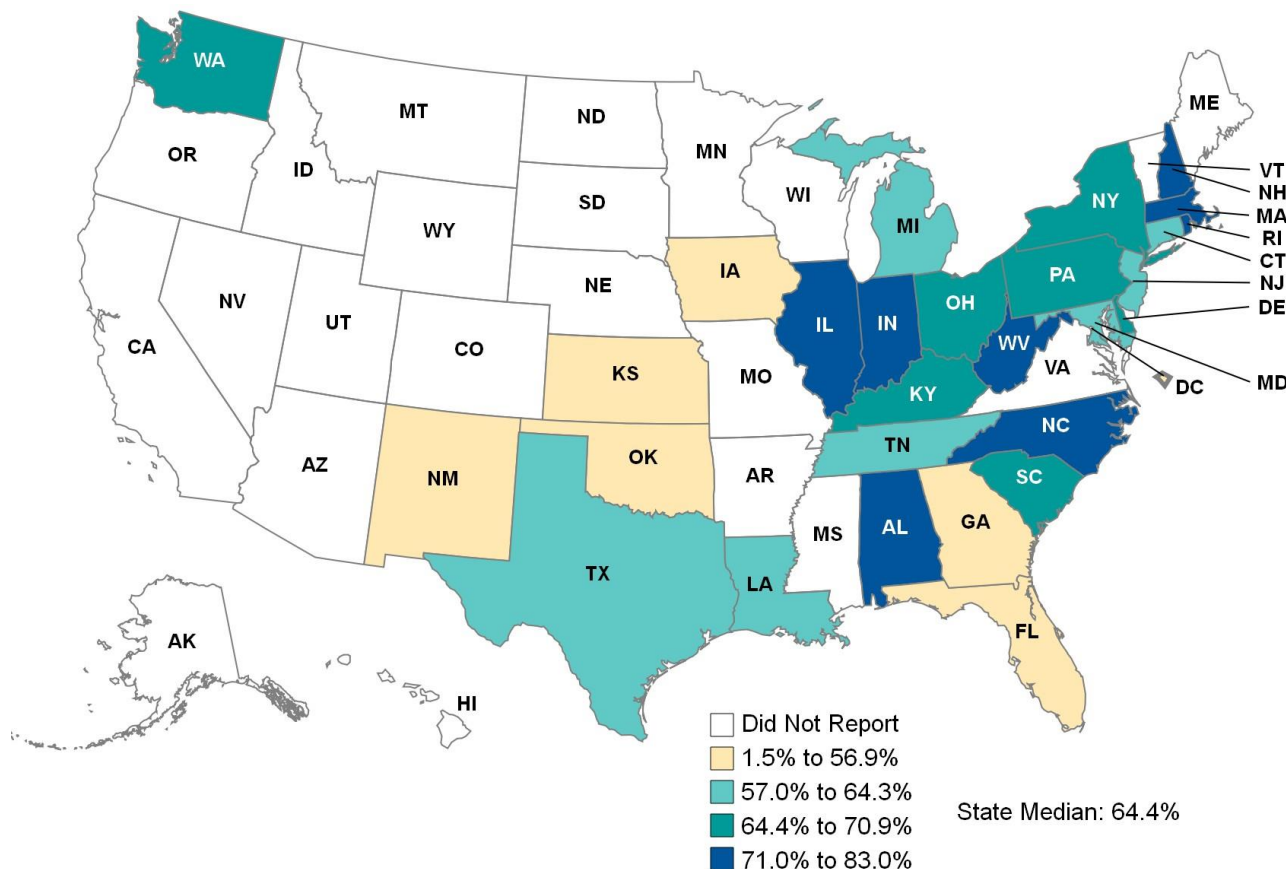 WA
MT
ND
MN
ME
OR
ID
SD
WI
MI
NY
VT
NH
MA
RI
CT
NJ
DE
MD
DC
WY
IA
NE
PA
OH
IL
IN
WV
VA
NV
UT
CO
CA
KS
MO
KY
NC
TN
AZ
NM
OK
AR
SC
MS
AL
GA
TX
LA
FL
AK
HI
Did Not Report
1.5% to 56.9%
57.0% to 64.3%
64.4% to 70.9%
71.0% to 83.0%
State Median: 64.4%